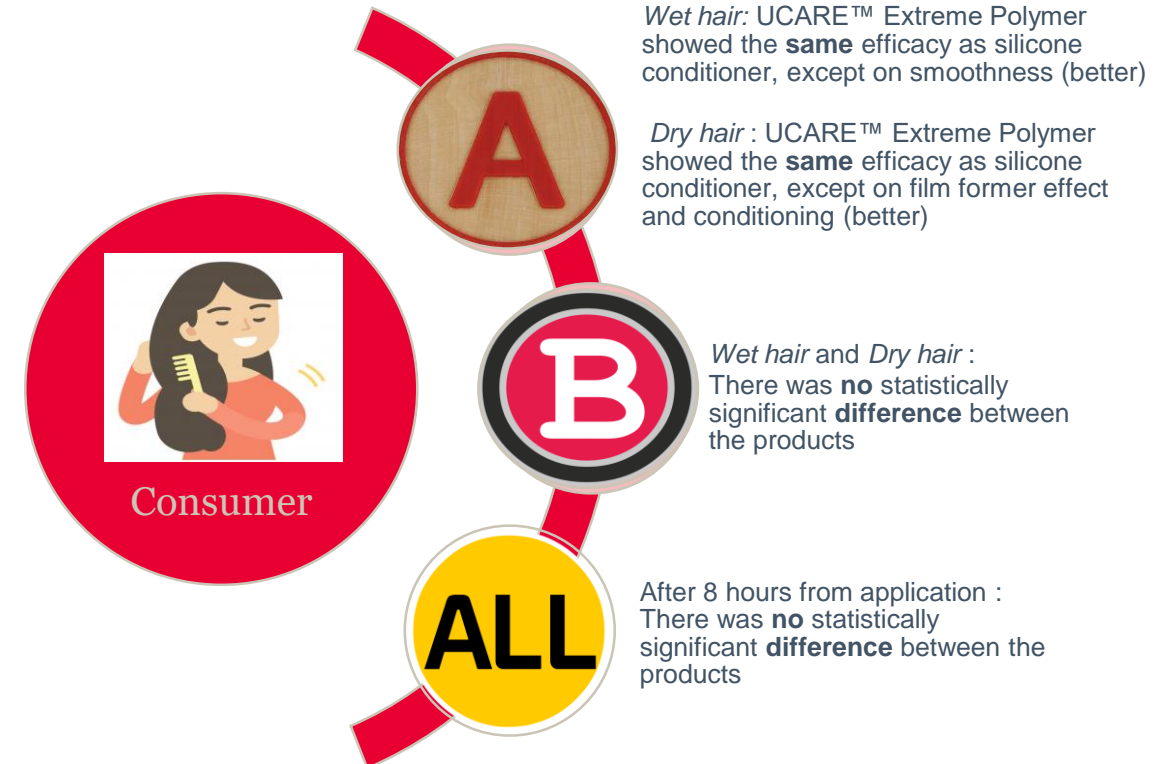 Wet hair: UCARE™ Extreme Polymer
showed the same efficacy as silicone
conditioner, except on smoothness (better)
Dry hair : UCARE™ Extreme Polymer
showed the same efficacy as silicone
conditioner, except on film former effect
and conditioning (better)
A
Consumer
B
Wet hair and Dry hair :
There was no statistically
significant difference between
the products
ALL
After 8 hours from application :
There was no statistically
significant difference between the
products